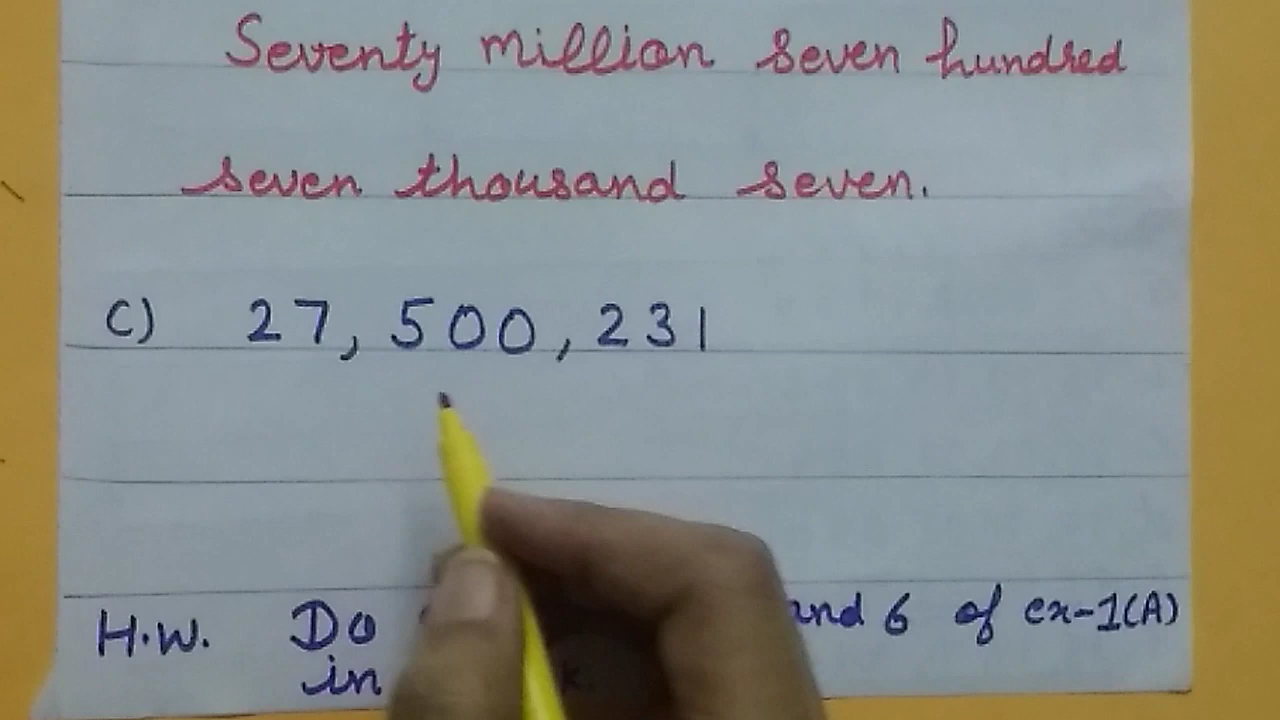 Seventy million seven hundred
seven thousand seven.
C) 27,500,231
H.W. Do and 6 of ex-1(A)
in